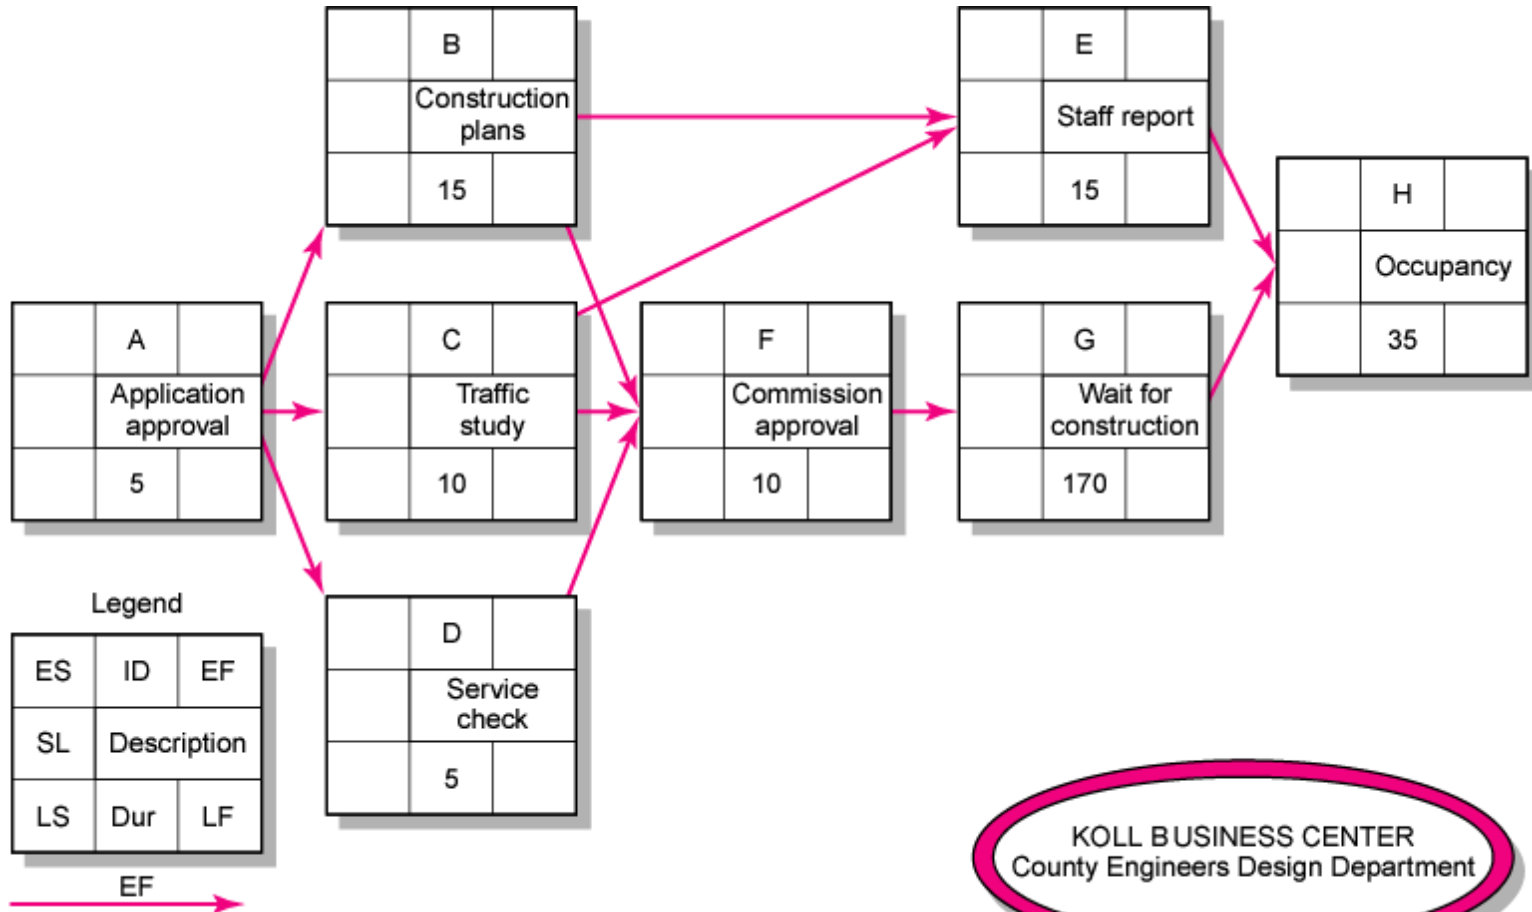 B
Construction
plans
15
E
Staff report
15
H
Occupancy
35
A
Application
approval
5
C
Traffic
study
10
F
Commission
approval
10
G
Wait for
construction
170
D
Service
check
5
Legend
ES ID EF
SL Description
LS Dur LF
EF
KOLL BUSINESS CENTER
County Engineers Design Department